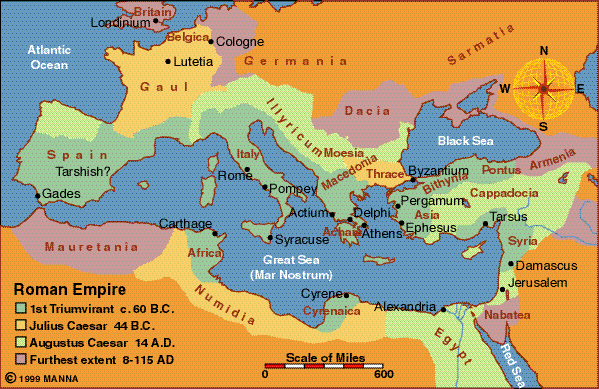 Britain
Londinium
Belgica
Cologne
Atlantic
Ocean
Lutetia
Gaul
Germania
Sarmatia
N
W
E
S
Dacia
Illyricum
Black Sea
Spain
Tarshish?
Gades
Italy
Rome
Pompey
Moesia
Macedonia
Thrace
Byzantium
Bithynia
Pontus
Armenia
Cappadocia
Pergamum
Asia
Ephesus
Tarsus
Actium
Delphi
Achaia
Athens
Carthage
Syracuse
Mauretania
Africa
Great Sea
(Mar Nostrum)
Syria
Damascus
Jerusalem
Numidia
Cyrene
Cyrenaica
Alexandria
Nabatea
Egypt
Red Sea
Roman Empire
1st Triumvirant c. 60 B.C.
Julius Caesar 44 B.C.
Augustus Caesar 14 A.D.
Furthest extent 8-115 AD
© 1999 MANNA
Scale of Miles
0
600